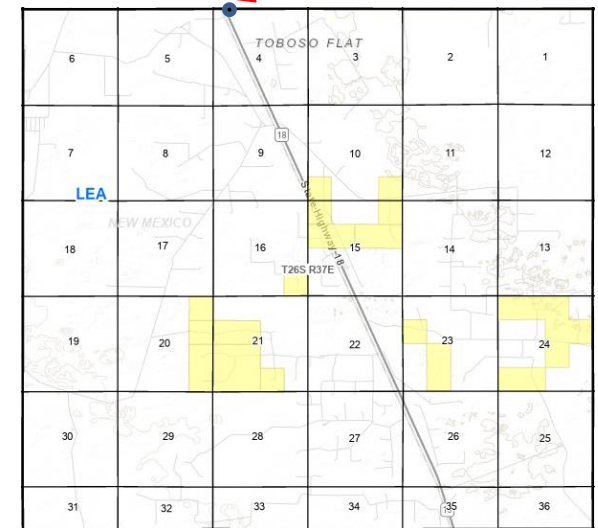 TOBOSO FLAT
6 5 4 3 2 1
18
7 8 9 10 11 12
LEA
State Highway 18
NEW MEXICO
18 17 16 15 14 13
T26S R37E
19 20 21 22 23 24
30 29 28 27 26 25
31 32 33 34 35 36